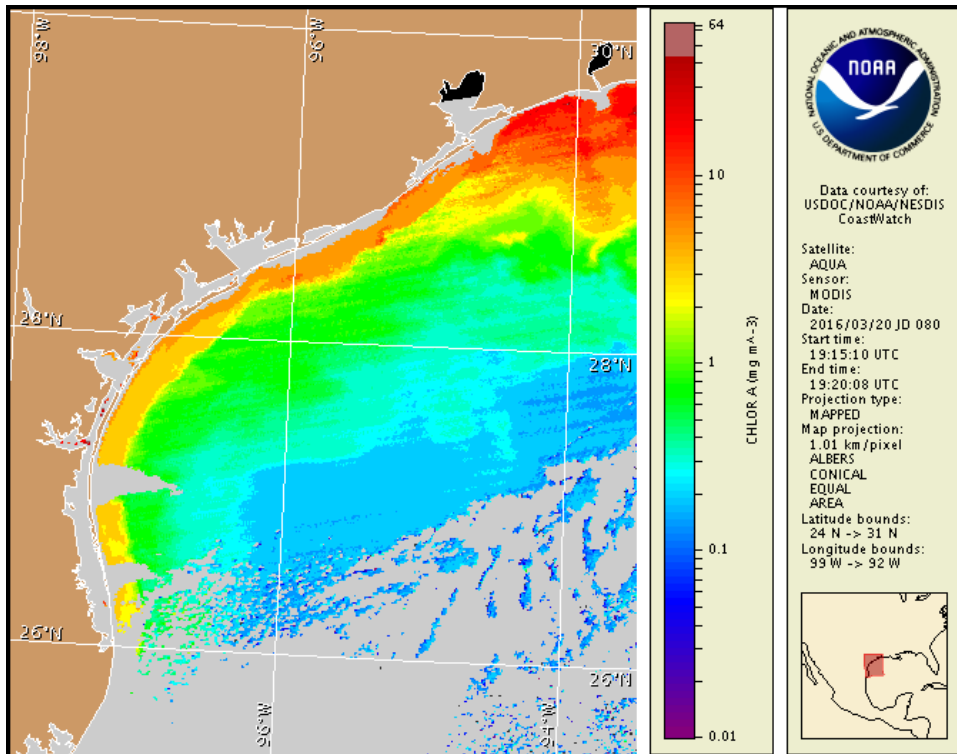 98°W
96°W
30°N
28°N
28°N
26°N
26°N
96°W
94°W
64
10
1
0.1
0.01
CHLOR A (mg m^-3)
NATIONAL OCEANIC AND ATMOSPHERIC ADMINISTRATION
NOAA
U.S. DEPARTMENT OF COMMERCE
Data courtesy of:
USDOC/NOAA/NESDIS
CoastWatch
Satellite:
AQUA
Sensor:
MODIS
Date:
2016/03/20 JD 080
Start time:
19:15:10 UTC
End time:
19:20:08 UTC
Projection type:
MAPPED
Map projection:
1.01 km/pixel
ALBERS
CONICAL
EQUAL
AREA
Latitude bounds:
24 N -> 31 N
Longitude bounds:
99 W -> 92 W